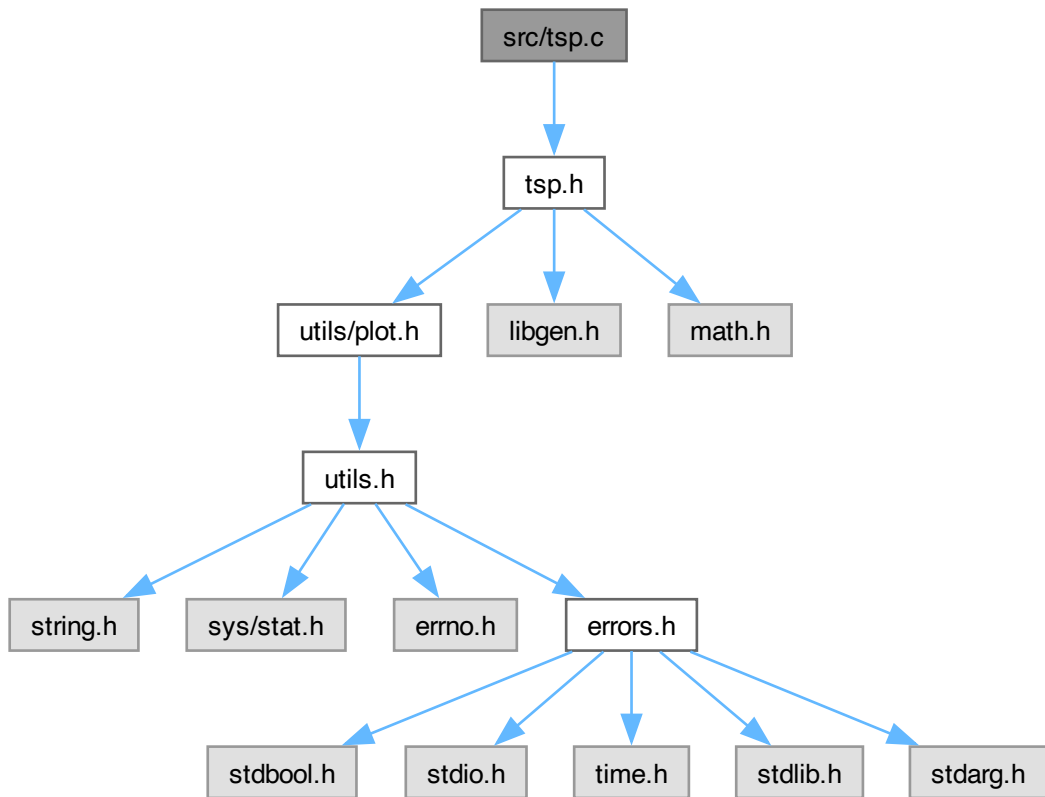 src/tsp.c
tsp.h
utils/plot.h
libgen.h
math.h
utils.h
string.h
sys/stat.h
errno.h
errors.h
stdbool.h
stdio.h
time.h
stdlib.h
stdarg.h